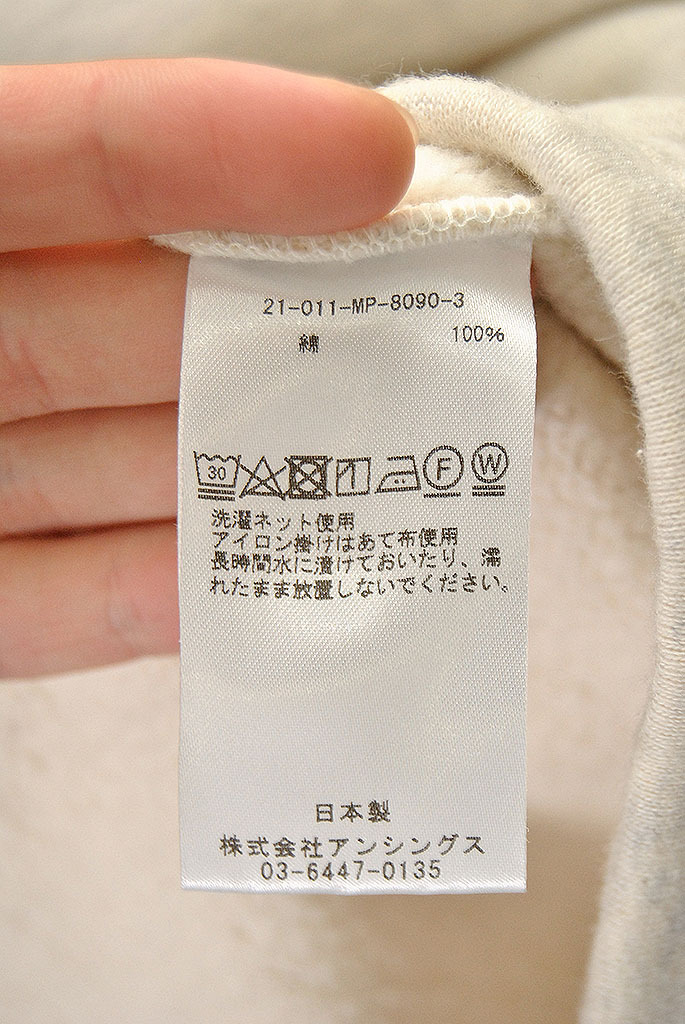 21-011-MP-8090-3
綿 100%
30 F W
洗濯ネット使用
アイロン掛けはあて布使用
長時間水に漬けておいたり、濡
れたまま放置しないでください。
日本製
株式会社アンシングス
03-6447-0135